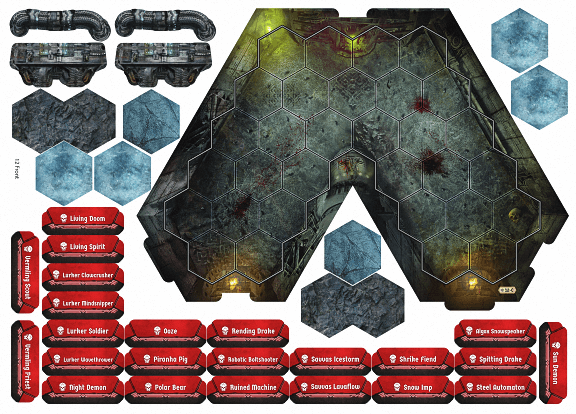 12 Front
Living Doom
Living Spirit
Lurker Clawcrusher
Lurker Mindsnipper
Vermling Scout
Vermling Priest
Lurker Soldier
Ooze
Rending Drake
Algox Snowspeaker
Lurker Wavethrower
Piranha Pig
Robotic Boltshooter
Savvas Icestorm
Shrike Fiend
Spitting Drake
Night Demon
Polar Bear
Ruined Machine
Savvas Lavaflow
Snow Imp
Steel Automaton
Sun Demon